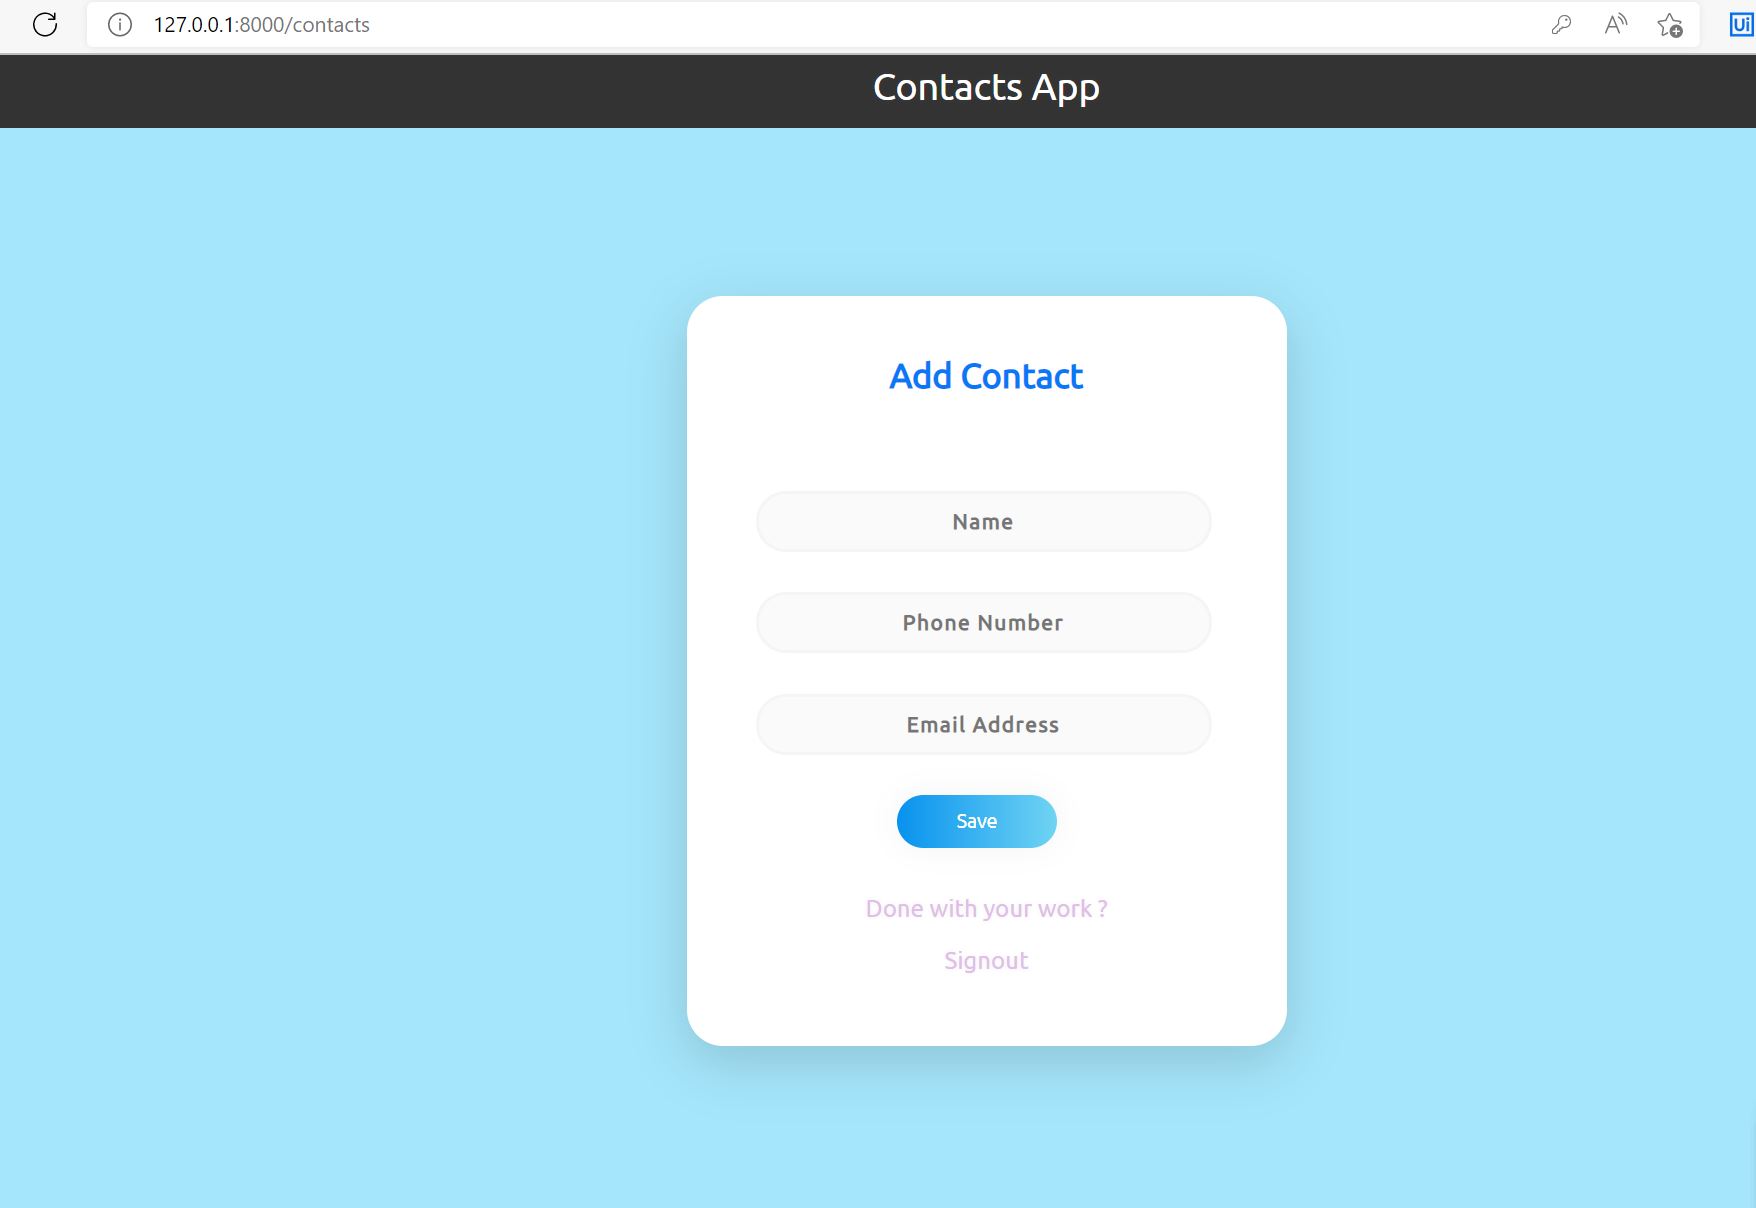 127.0.0.1:8000/contacts
Ui
Contacts App
Add Contact
Name
Phone Number
Email Address
Save
Done with your work ?
Signout